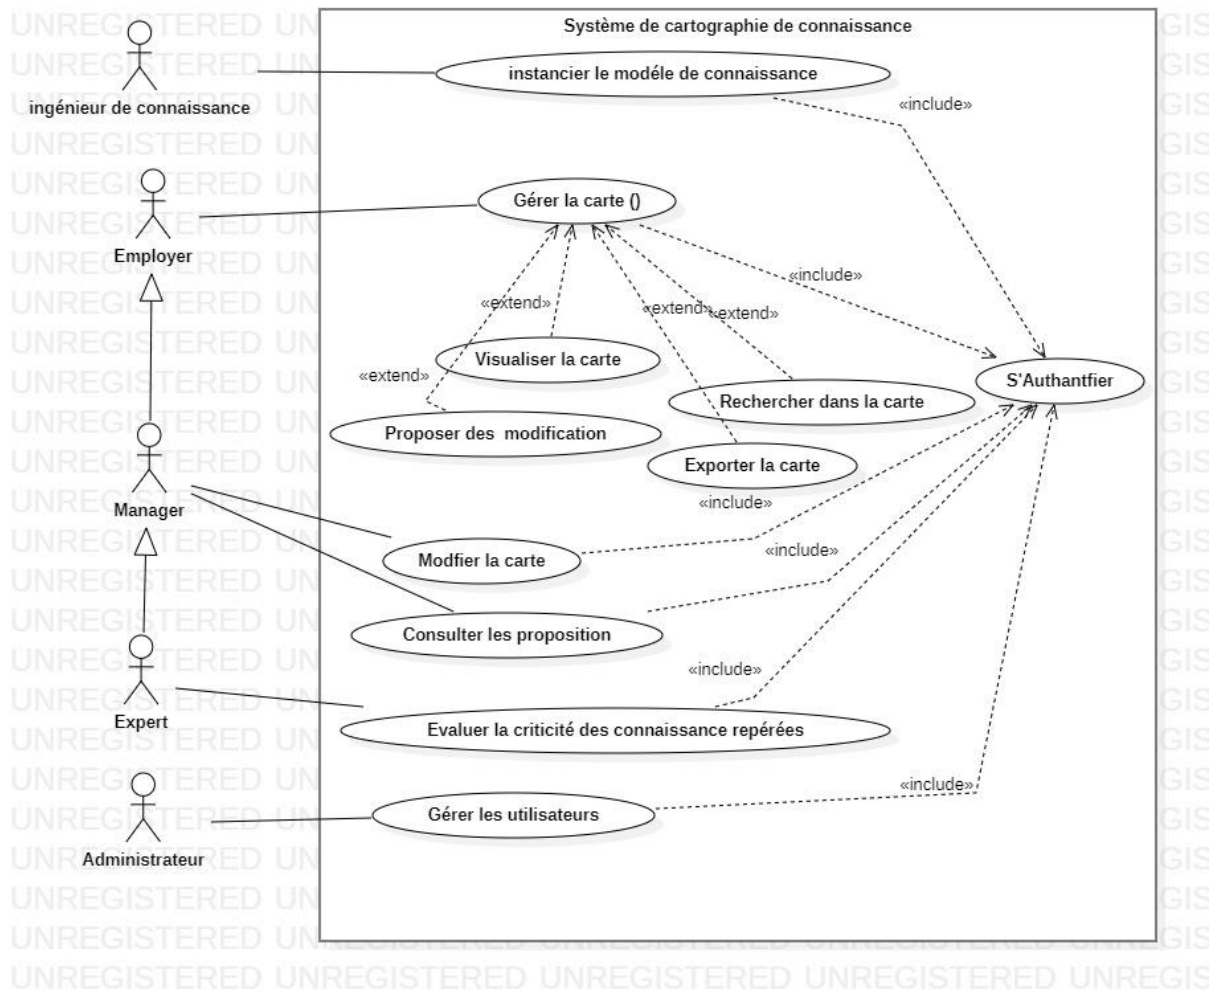 Système de cartographie de connaissance
instancier le modéle de connaissance
«include»
ingénieur de connaissance
Gérer la carte ()
Employer
«include»
«extend»
«extend»
«extend»
Visualiser la carte
«extend»
S'Authantfier
Rechercher dans la carte
Proposer des modification
Exporter la carte
«include»
Manager
«include»
Modfier la carte
Consulter les proposition
«include»
Expert
Evaluer la criticité des connaissance repérées
«include»
Gérer les utilisateurs
Administrateur
UNREGISTERED UNREGISTERED UNREGISTERED UNREGIS